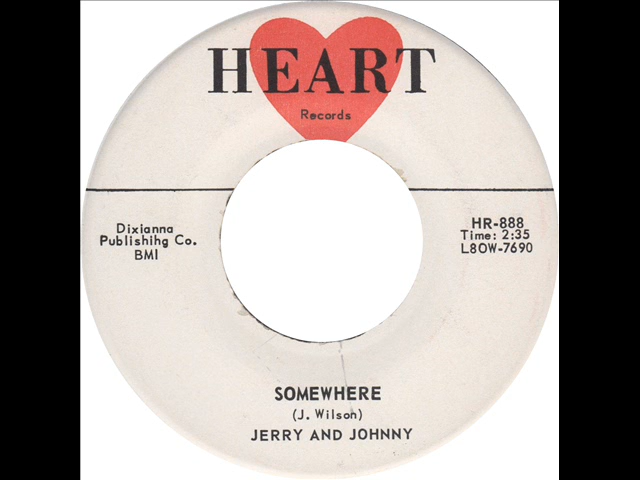 HEART
Records
Dixianna
Publishihg Co.
BMI
HR-888
Time: 2:35
L8OW-7690
SOMEWHERE
(J. Wilson)
JERRY AND JOHNNY